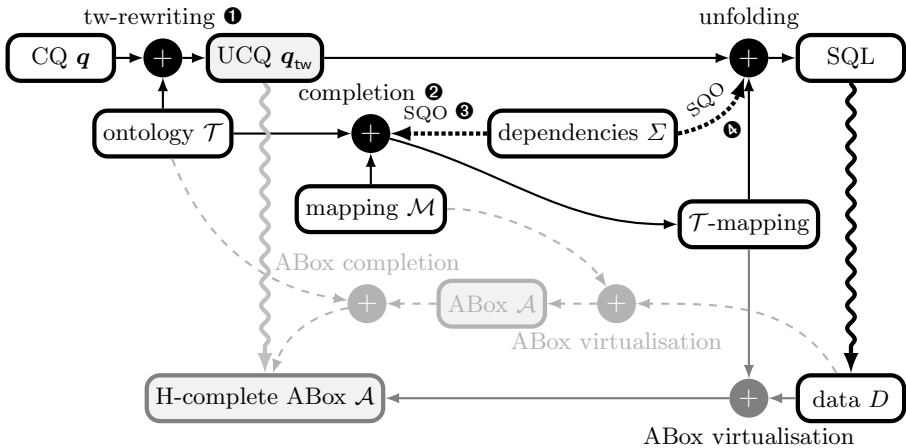 tw-rewriting ❶
unfolding
CQ q
+
UCQ q_tw
+
SQL
completion ❷
SQO ❸
SQO
❹
ontology 𝒯
+
dependencies Σ
mapping ℳ
𝒯-mapping
ABox completion
+
ABox 𝒜
+
ABox virtualisation
H-complete ABox 𝒜
+
data D
ABox virtualisation